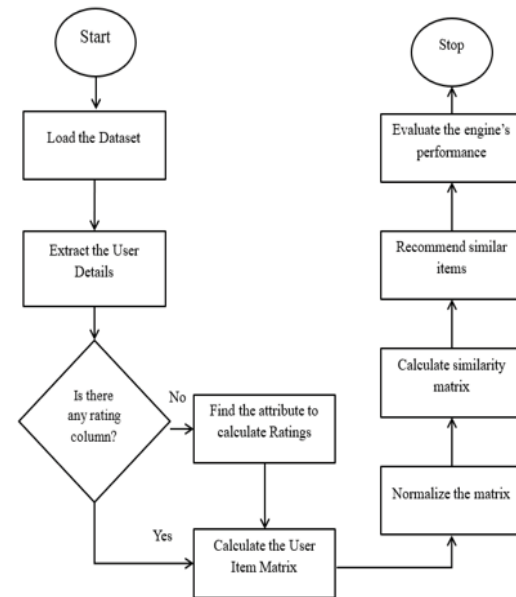 Start
Load the Dataset
Extract the User
Details
Is there
any rating
column?
No
Find the attribute to
calculate Ratings
Yes
Calculate the User
Item Matrix
Normalize the matrix
Calculate similarity
matrix
Recommend similar
items
Evaluate the engine's
performance
Stop